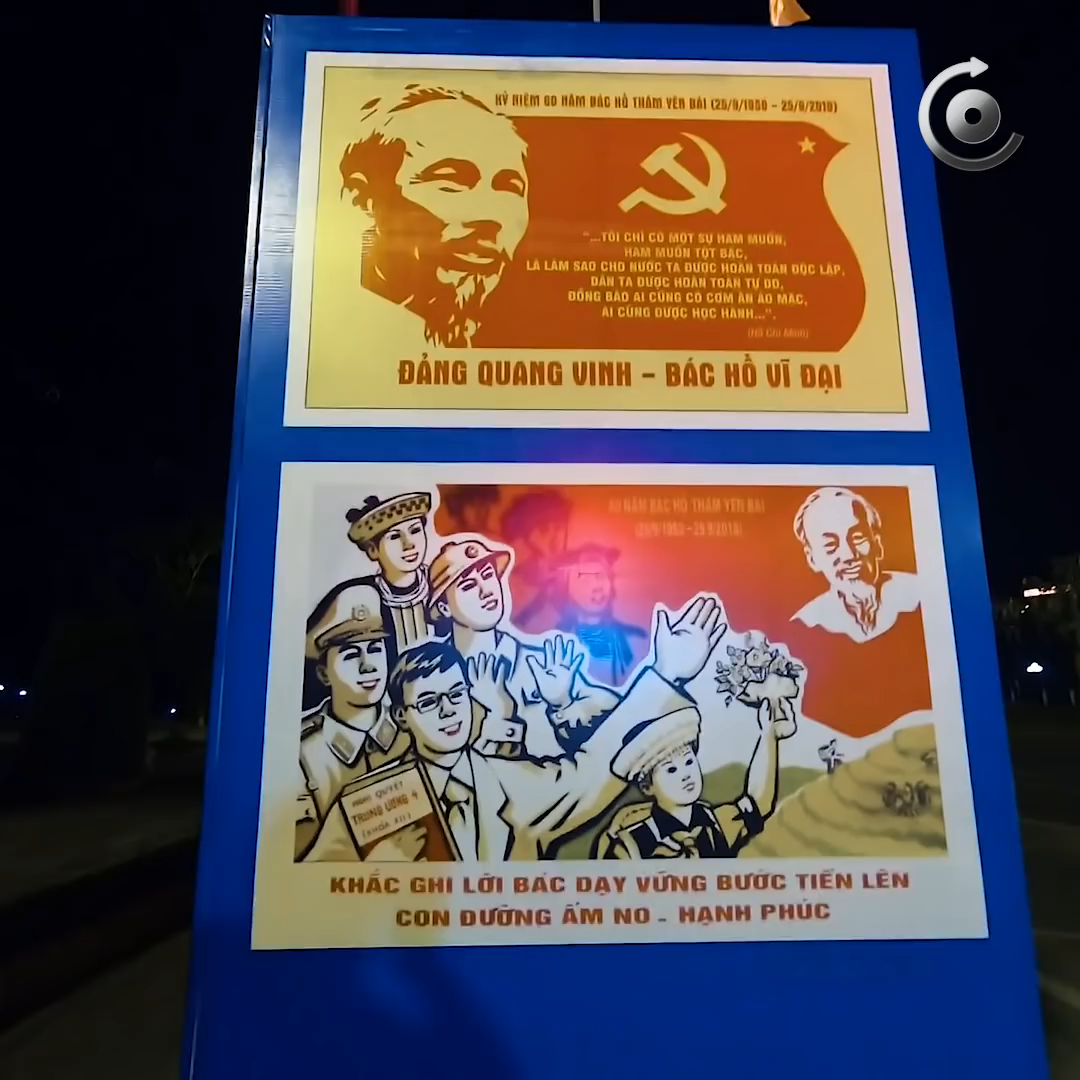 KỶ NIỆM 60 NĂM BÁC HỒ THĂM YÊN BÁI (25/9/1958 - 25/9/2018)
"...TÔI CHỈ CÓ MỘT SỰ HAM MUỐN,
HAM MUỐN TỘT BẬC,
LÀ LÀM SAO CHO NƯỚC TA ĐƯỢC HOÀN TOÀN ĐỘC LẬP,
DÂN TA ĐƯỢC HOÀN TOÀN TỰ DO,
ĐỒNG BÀO AI CŨNG CÓ CƠM ĂN ÁO MẶC,
AI CŨNG ĐƯỢC HỌC HÀNH...".
(Hồ Chí Minh)
ĐẢNG QUANG VINH - BÁC HỒ VĨ ĐẠI
60 NĂM BÁC HỒ THĂM YÊN BÁI
(25.9.1958 - 25.9.2018)
NGHỊ QUYẾT
TRUNG ƯƠNG 4
(KHÓA XII)
KHẮC GHI LỜI BÁC DẠY VỮNG BƯỚC TIẾN LÊN
CON ĐƯỜNG ẤM NO - HẠNH PHÚC